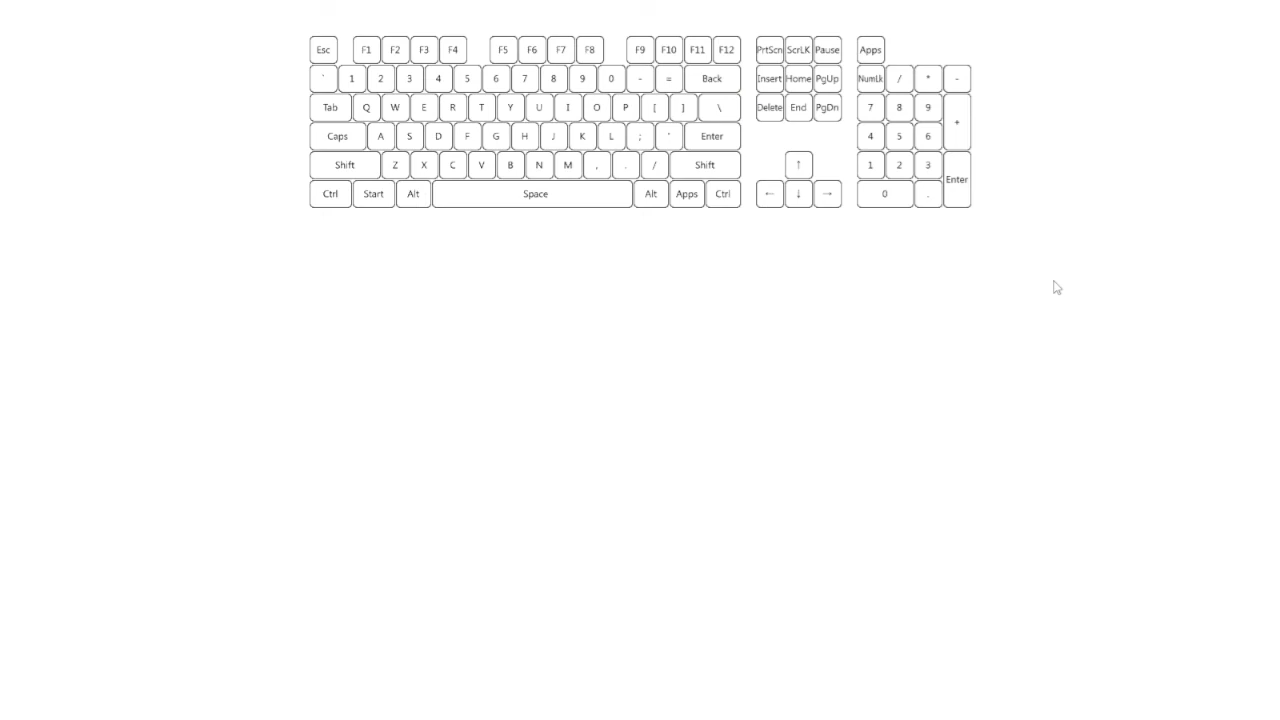 Esc F1 F2 F3 F4 F5 F6 F7 F8 F9 F10 F11 F12 PrtScn ScrLK Pause Apps
` 1 2 3 4 5 6 7 8 9 0 - = Back Insert Home PgUp NumLk / * -
Tab Q W E R T Y U I O P [ ] \ Delete End PgDn 7 8 9 +
Caps A S D F G H J K L ; ' Enter 4 5 6
Shift Z X C V B N M , . / Shift ↑ 1 2 3 Enter
Ctrl Start Alt Space Alt Apps Ctrl ← ↓ → 0 .